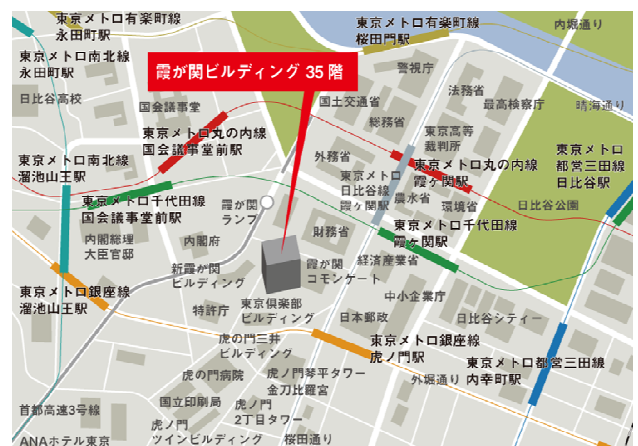 東京メトロ有楽町線
永田町駅
東京メトロ有楽町線
桜田門駅
内堀通り
東京メトロ南北線
永田町駅
霞が関ビルディング 35 階
警視庁
法務省
日比谷高校
国会議事堂
国土交通省
最高検察庁
晴海通り
総務省
東京メトロ丸の内線
国会議事堂前駅
東京高等
裁判所
東京メトロ
都営三田線
日比谷駅
東京メトロ南北線
溜池山王駅
外務省
東京メトロ丸の内線
霞ヶ関駅
東京メトロ
日比谷線
霞ヶ関駅
農水省
環境省
東京メトロ千代田線
国会議事堂前駅
霞が関
ランプ
日比谷公園
財務省
東京メトロ千代田線
霞ヶ関駅
内閣総理
大臣官邸
内閣府
経済産業省
新霞が関
ビルディング
霞が関
コモンゲート
東京メトロ銀座線
溜池山王駅
特許庁
東京倶楽部
ビルディング
中小企業庁
日本郵政
日比谷シティー
虎の門三井
ビルディング
東京メトロ銀座線
虎ノ門駅
東京メトロ都営三田線
内幸町駅
虎の門病院
虎ノ門琴平タワー
金刀比羅宮
外堀通り
国立印刷局
虎ノ門
2丁目タワー
首都高速3号線
虎ノ門
ツインビルディング
桜田通り
ANAホテル東京